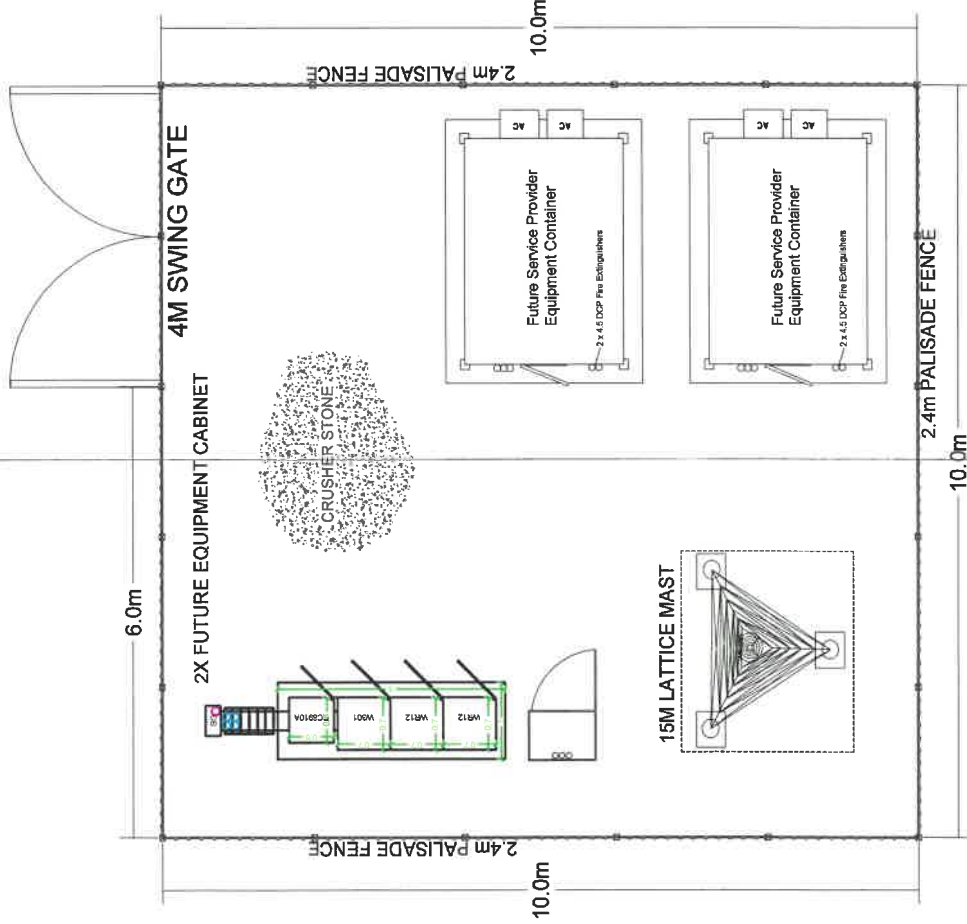 10.0m
2.4m PALISADE FENCE
4M SWING GATE
6.0m
2X FUTURE EQUIPMENT CABINET
CRUSHER STONE
AC
AC
Future Service Provider
Equipment Container
2 x 4.5 DCP Fire Extinguishers
AC
AC
Future Service Provider
Equipment Container
2 x 4.5 DCP Fire Extinguishers
WR12
WR12
15M LATTICE MAST
2.4m PALISADE FENCE
10.0m
2.4m PALISADE FENCE
10.0m